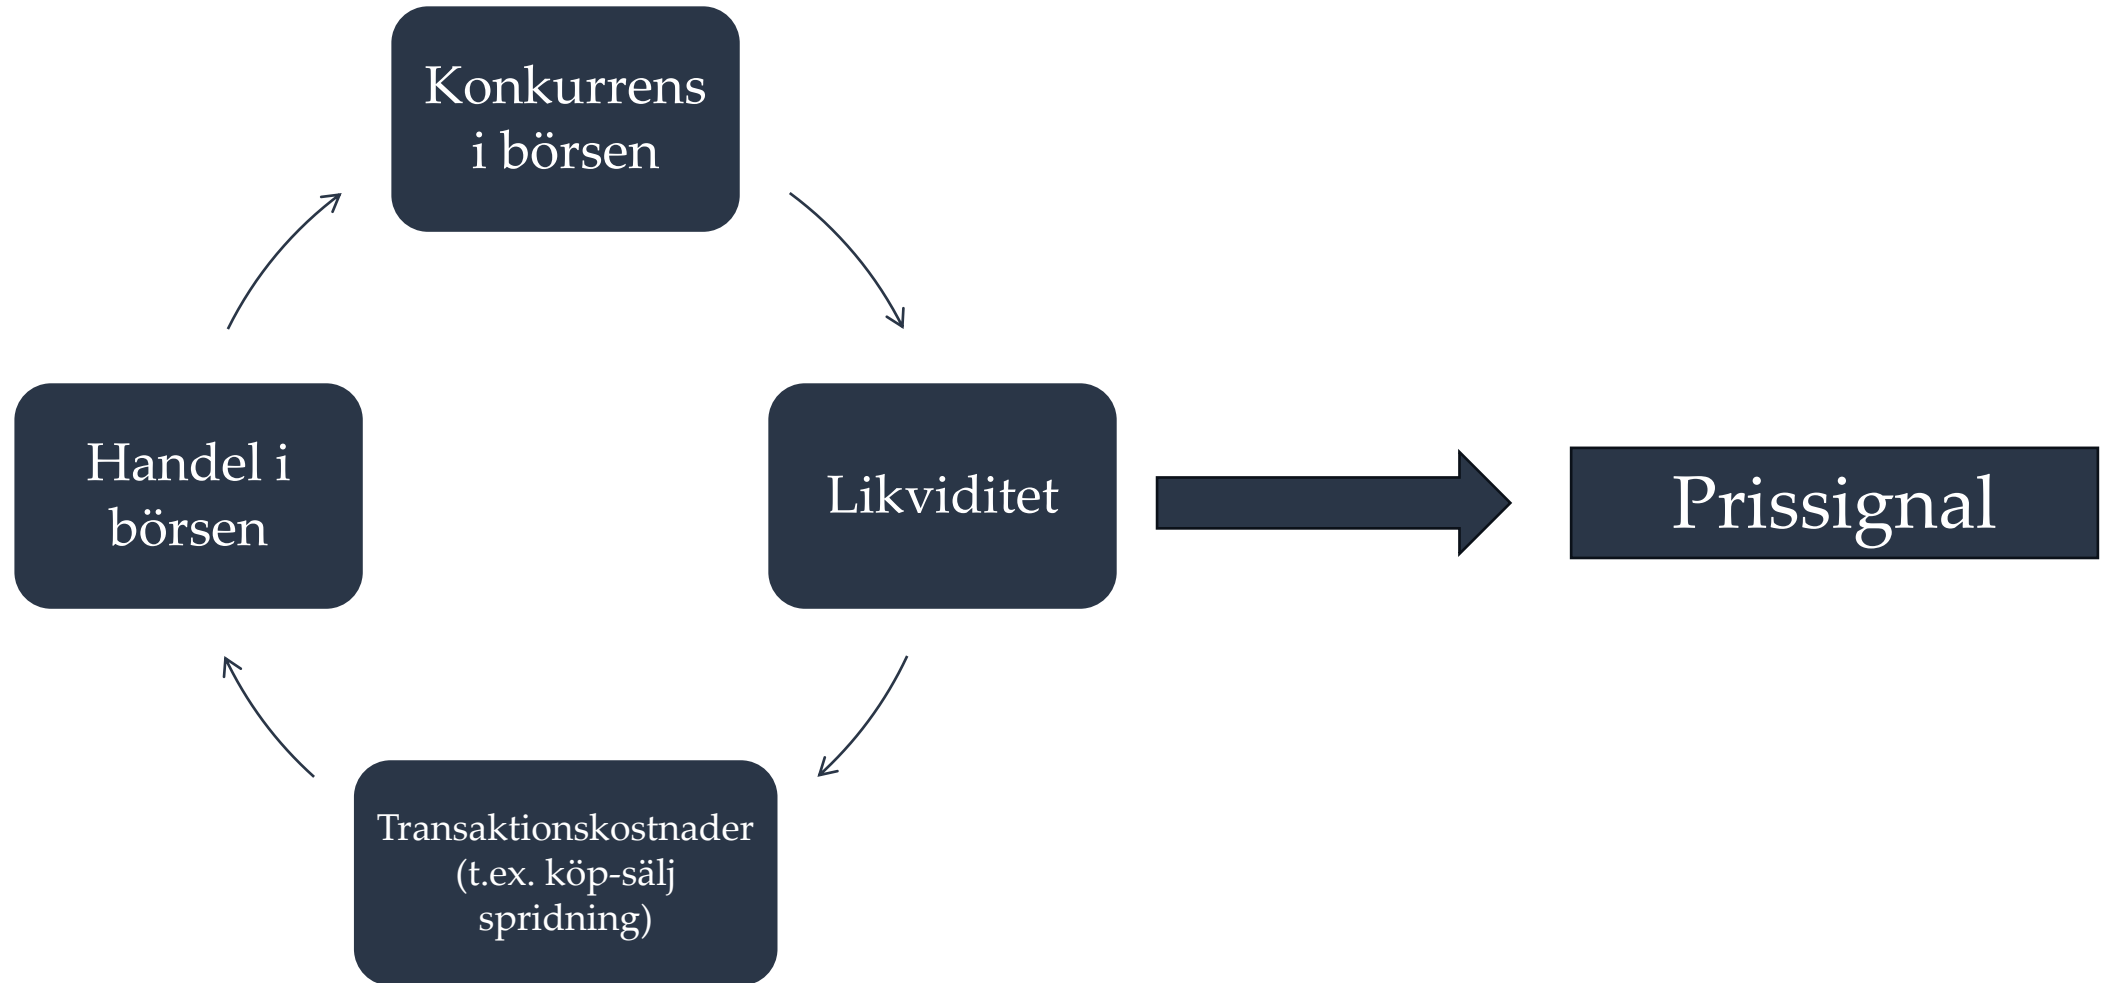 Konkurrens
i börsen
Handel i
börsen
Likviditet
Prissignal
Transaktionskostnader
(t.ex. köp-sälj
spridning)